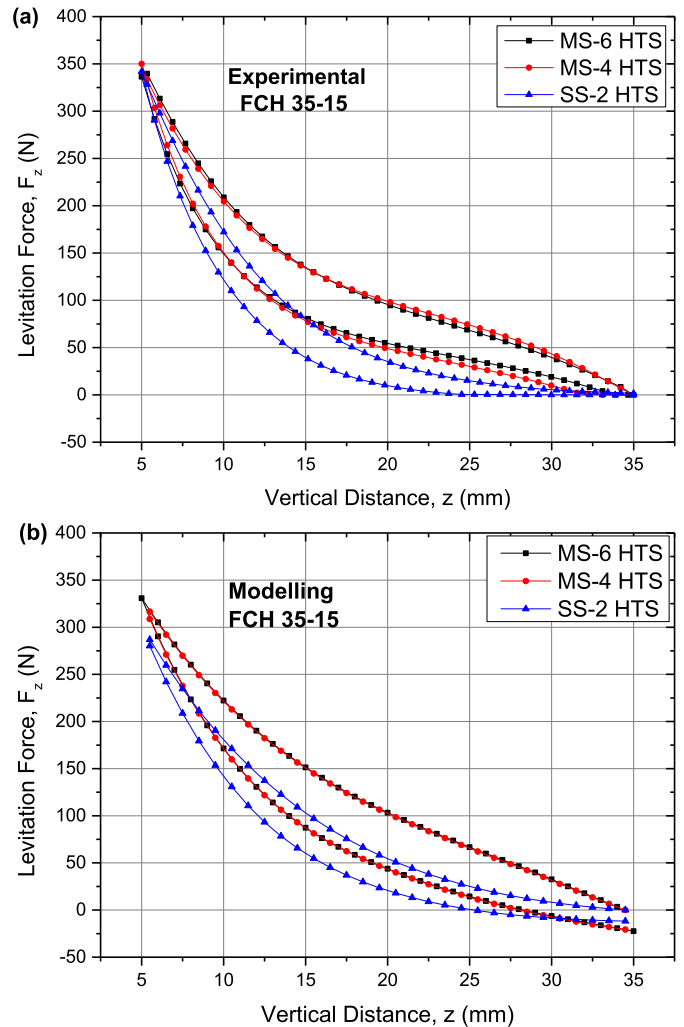 (a)
400
350
300
250
200
150
100
50
0
-50
Levitation Force, F_z (N)
Experimental
FCH 35-15
MS-6 HTS
MS-4 HTS
SS-2 HTS
5 10 15 20 25 30 35
Vertical Distance, z (mm)
(b)
400
350
300
250
200
150
100
50
0
-50
Levitation Force, F_z (N)
Modelling
FCH 35-15
MS-6 HTS
MS-4 HTS
SS-2 HTS
5 10 15 20 25 30 35
Vertical Distance, z (mm)